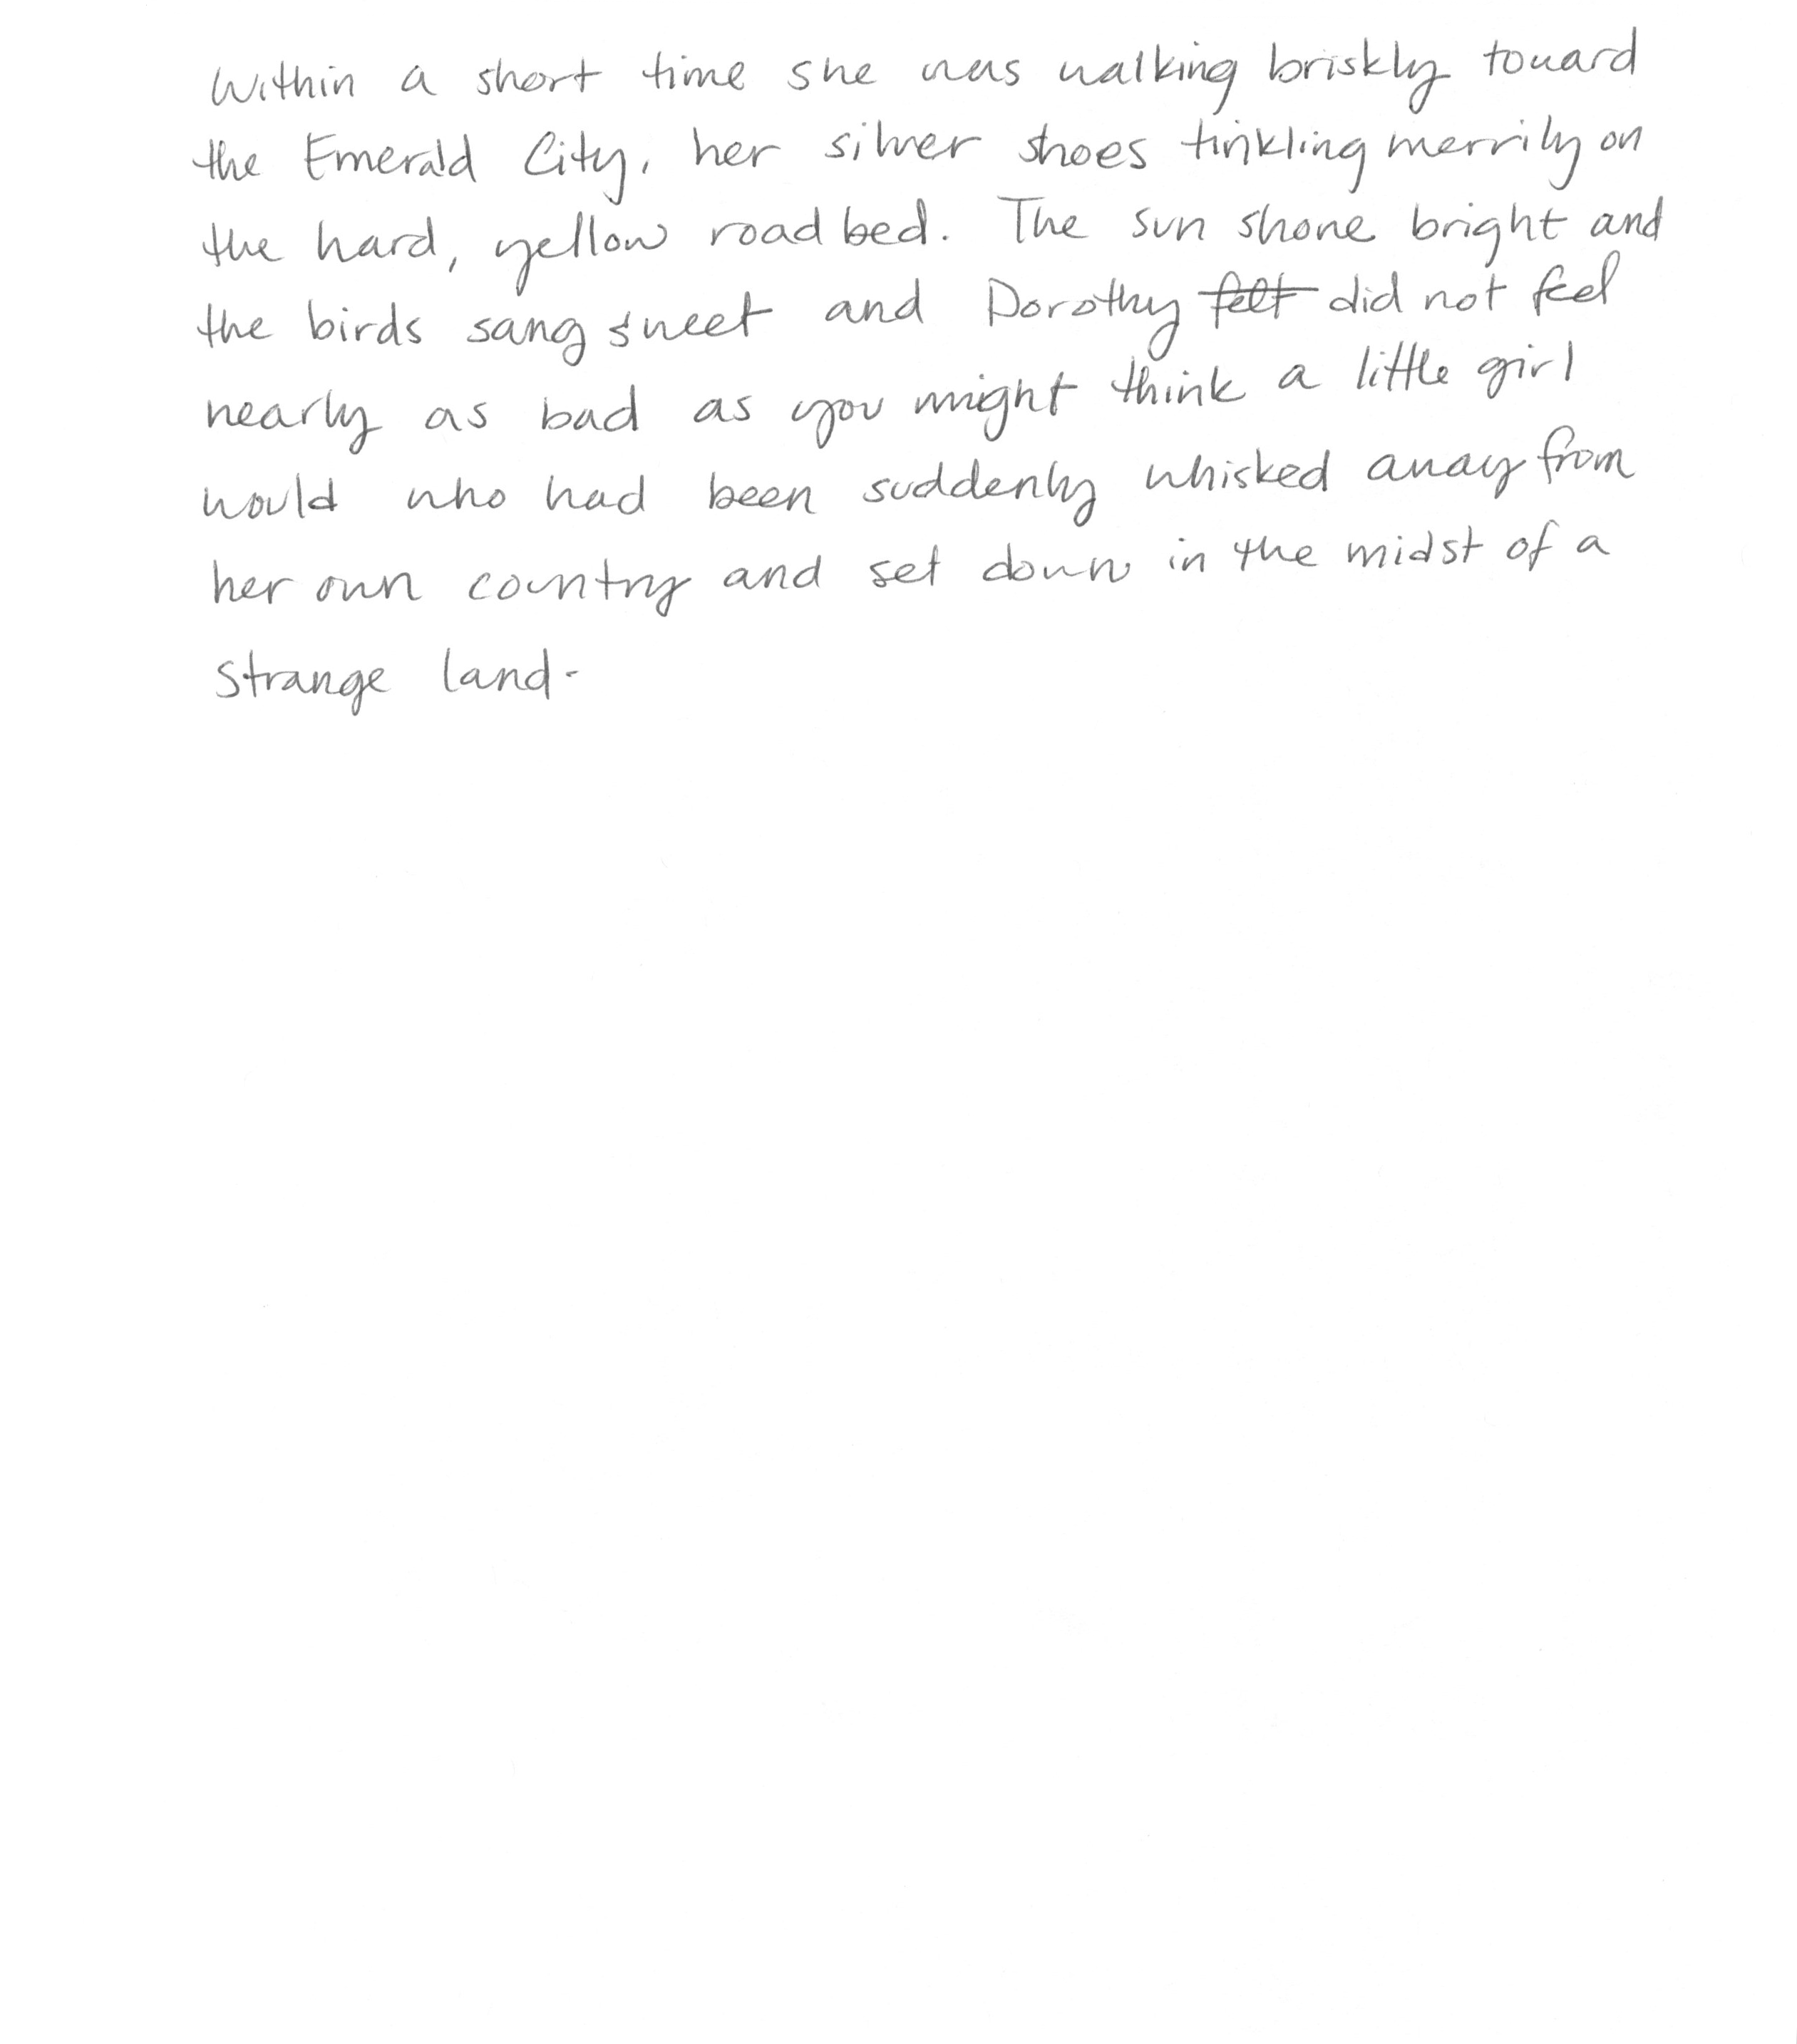 Within a short time she was walking briskly toward
the Emerald City, her silver shoes tinkling merrily on
the hard, yellow road bed. The sun shone bright and
the birds sang sweet and Dorothy felt did not feel
nearly as bad as you might think a little girl
would who had been suddenly whisked away from
her own country and set down in the midst of a
strange land.